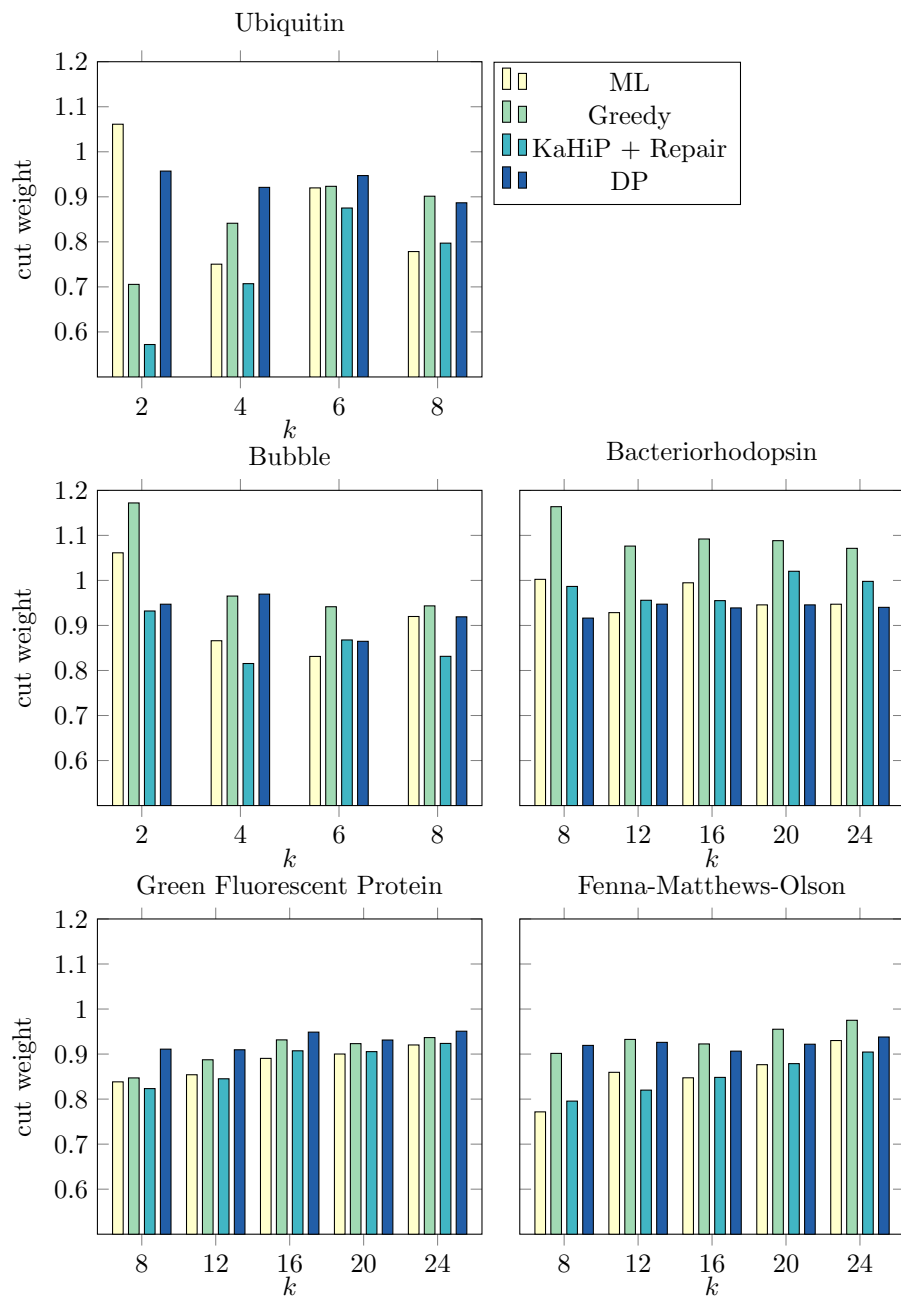 Ubiquitin
1.2
1.1
1
0.9
0.8
0.7
0.6
cut weight
2 4 6 8
k
ML
Greedy
KaHiP + Repair
DP
Bubble
1.2
1.1
1
0.9
0.8
0.7
0.6
cut weight
2 4 6 8
k
Bacteriorhodopsin
8 12 16 20 24
k
Green Fluorescent Protein
1.2
1.1
1
0.9
0.8
0.7
0.6
cut weight
8 12 16 20 24
k
Fenna-Matthews-Olson
8 12 16 20 24
k